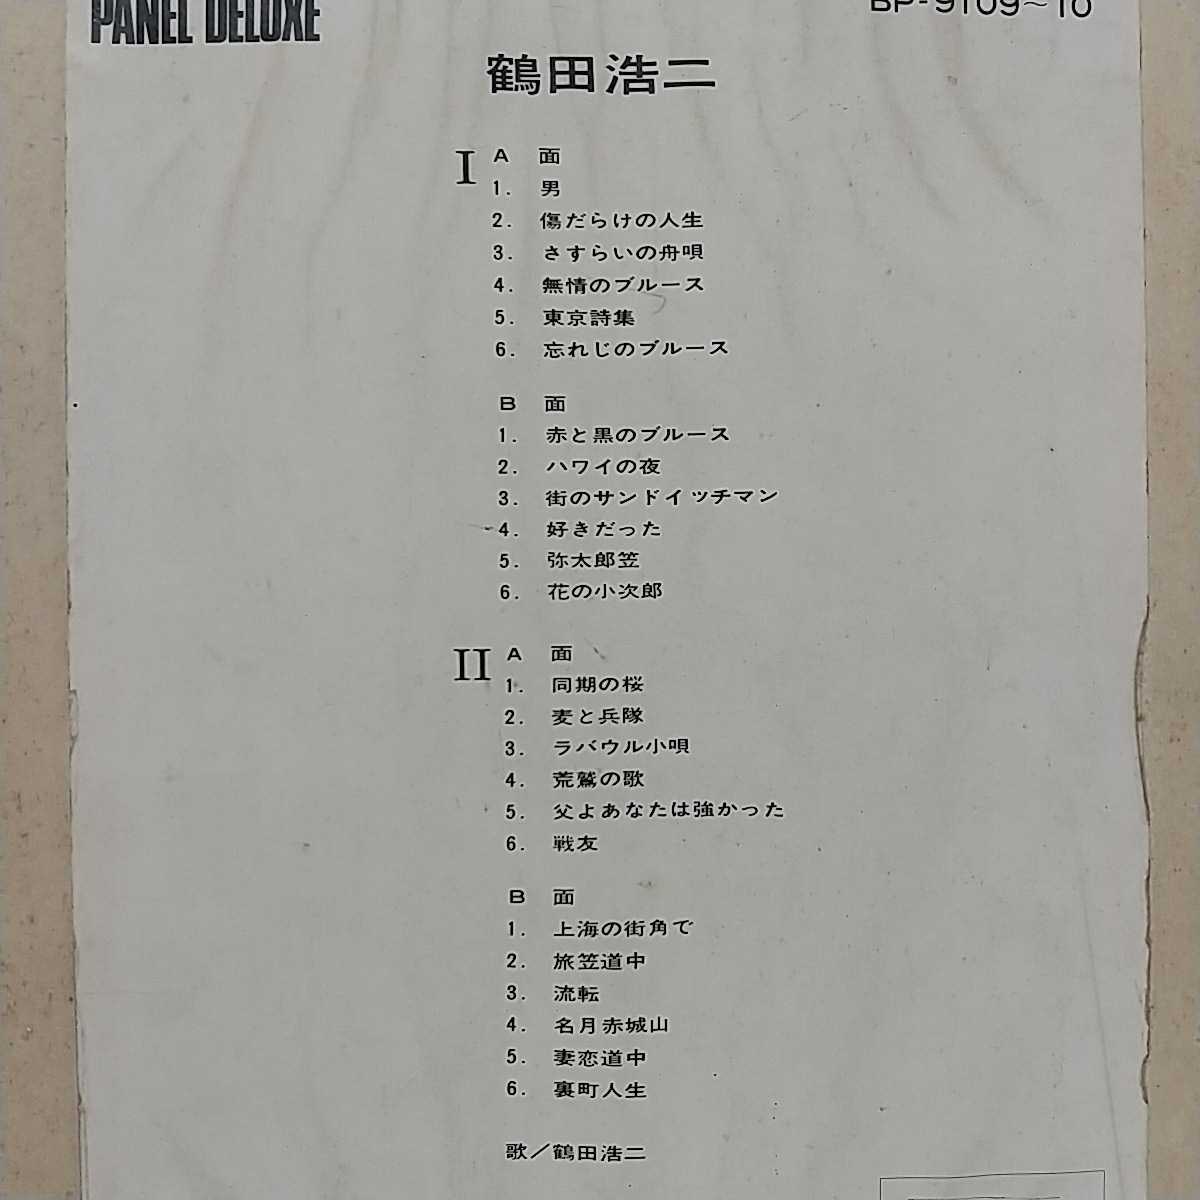 PANEL DELUXE
BP-9109~10
鶴田浩二
I A 面
1. 男
2. 傷だらけの人生
3. さすらいの舟唄
4. 無情のブルース
5. 東京詩集
6. 忘れじのブルース
B 面
1. 赤と黒のブルース
2. ハワイの夜
3. 街のサンドイッチマン
4. 好きだった
5. 弥太郎笠
6. 花の小次郎
II A 面
1. 同期の桜
2. 麦と兵隊
3. ラバウル小唄
4. 荒鷲の歌
5. 父よあなたは強かった
6. 戦友
B 面
1. 上海の街角で
2. 旅笠道中
3. 流転
4. 名月赤城山
5. 妻恋道中
6. 裏町人生
歌/鶴田浩二